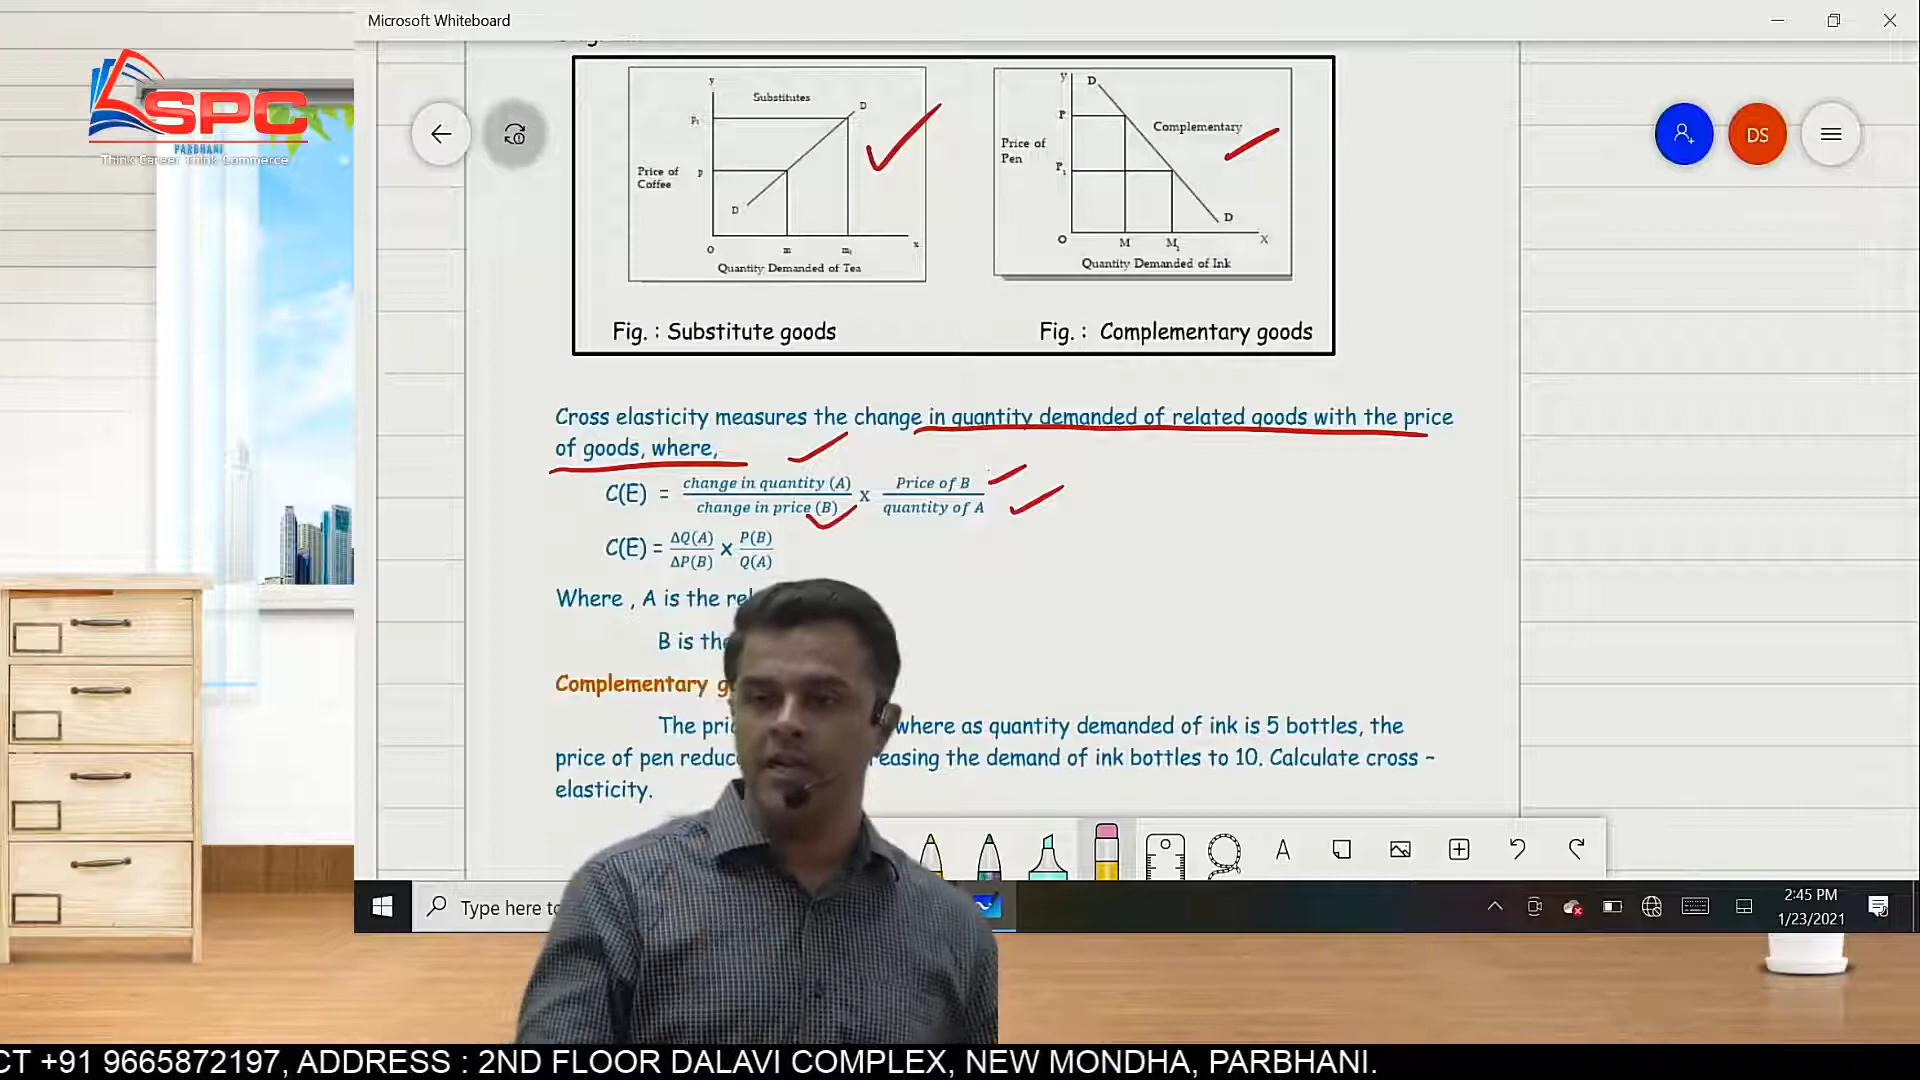 Microsoft Whiteboard
SPC
PARBHANI
Think Career Think Commerce
y
Substitutes
D
P₁
Price of
Coffee
P
D
O
m
m₁
x
Quantity Demanded of Tea
y
D
P
Complementary
Price of
Pen
P₁
D
O
M
M₁
X
Quantity Demanded of Ink
Fig. : Substitute goods
Fig. : Complementary goods
DS
Cross elasticity measures the change in quantity demanded of related goods with the price
of goods, where,
C(E) = change in quantity (A) / change in price (B) x Price of B / quantity of A
C(E) = ΔQ(A) / ΔP(B) x P(B) / Q(A)
Where , A is the
B is
Complementary
The where as quantity demanded of ink is 5 bottles, the
price of pen the demand of ink bottles to 10. Calculate cross -
elasticity.
Type here
2:45 PM
1/23/2021
+91 9665872197, ADDRESS : 2ND FLOOR DALAVI COMPLEX, NEW MONDHA, PARBHANI.